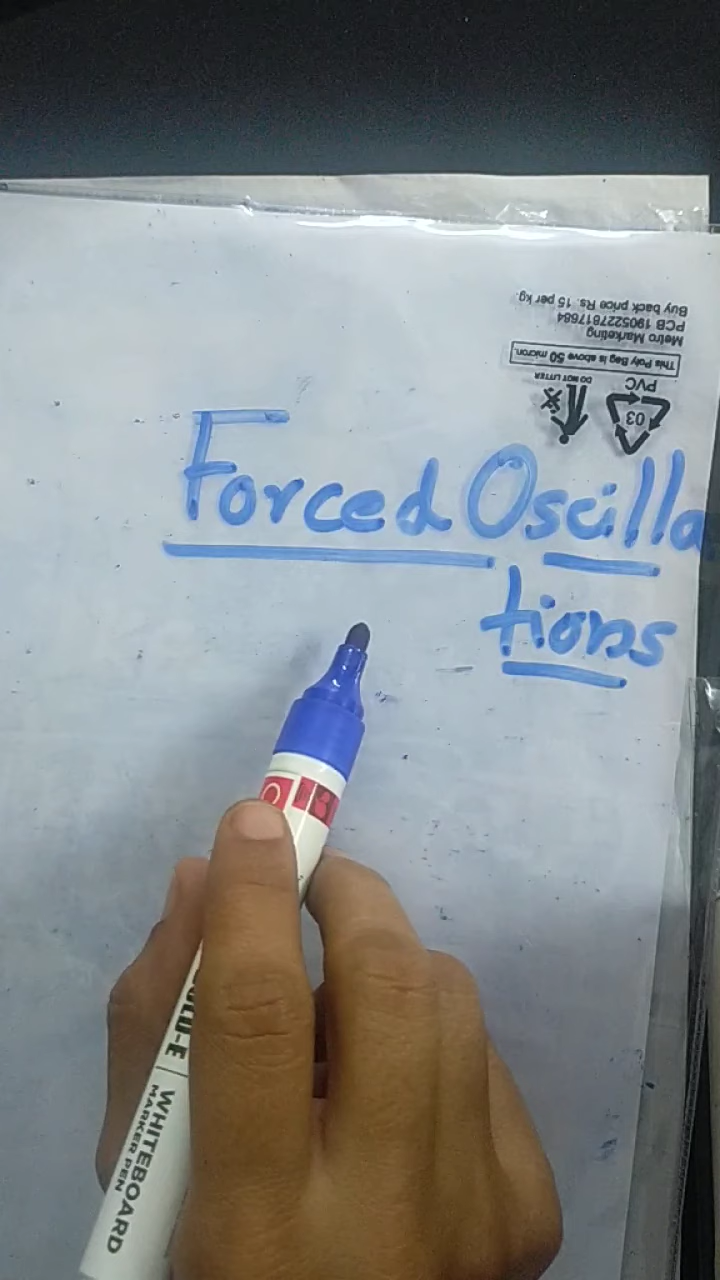 Buy back price Rs. 15 per kg.
PCB 1905227817684
Metro Marketing
This Poly Bag is above 50 micron.
DO NOT LITTER
PVC
03
Forced Oscilla
tions
WHITEBOARD
MARKER PEN